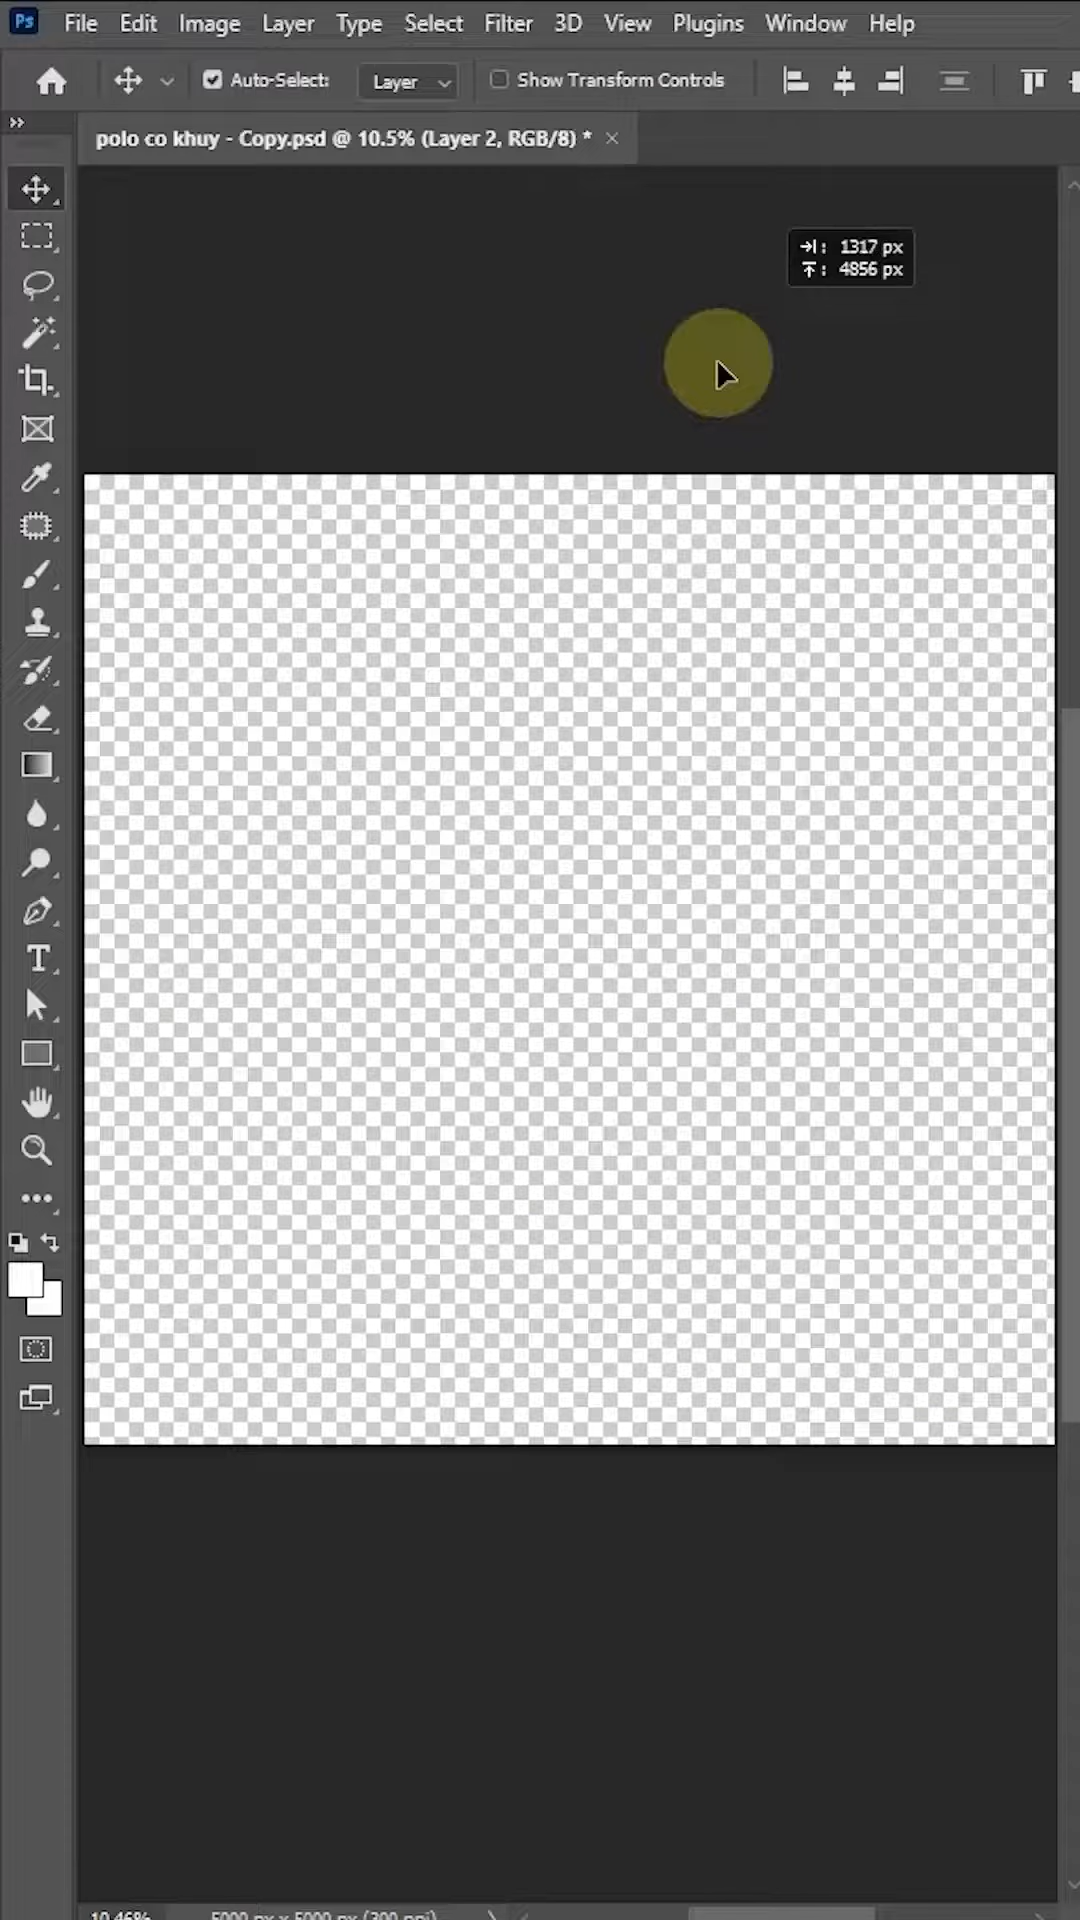 Ps File Edit Image Layer Type Select Filter 3D View Plugins Window Help
Auto-Select: Layer Show Transform Controls
polo co khuy - Copy.psd @ 10.5% (Layer 2, RGB/8) *
: 1317 px
: 4856 px
10.46% 5000 px x 5000 px (300 ppi)